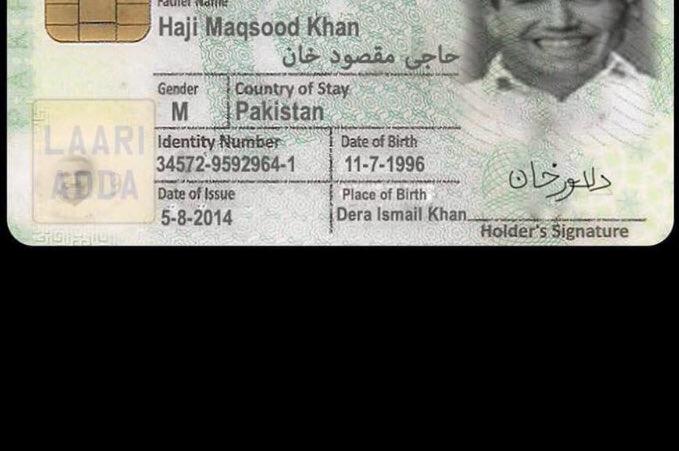 Father Name
Haji Maqsood Khan
حاجی مقصود خان
Gender
Country of Stay
M
Pakistan
Identity Number
Date of Birth
34572-9592964-1
11-7-1996
Date of Issue
Place of Birth
5-8-2014
Dera Ismail Khan
LAARI
ADDA
دلاور خان
Holder's Signature